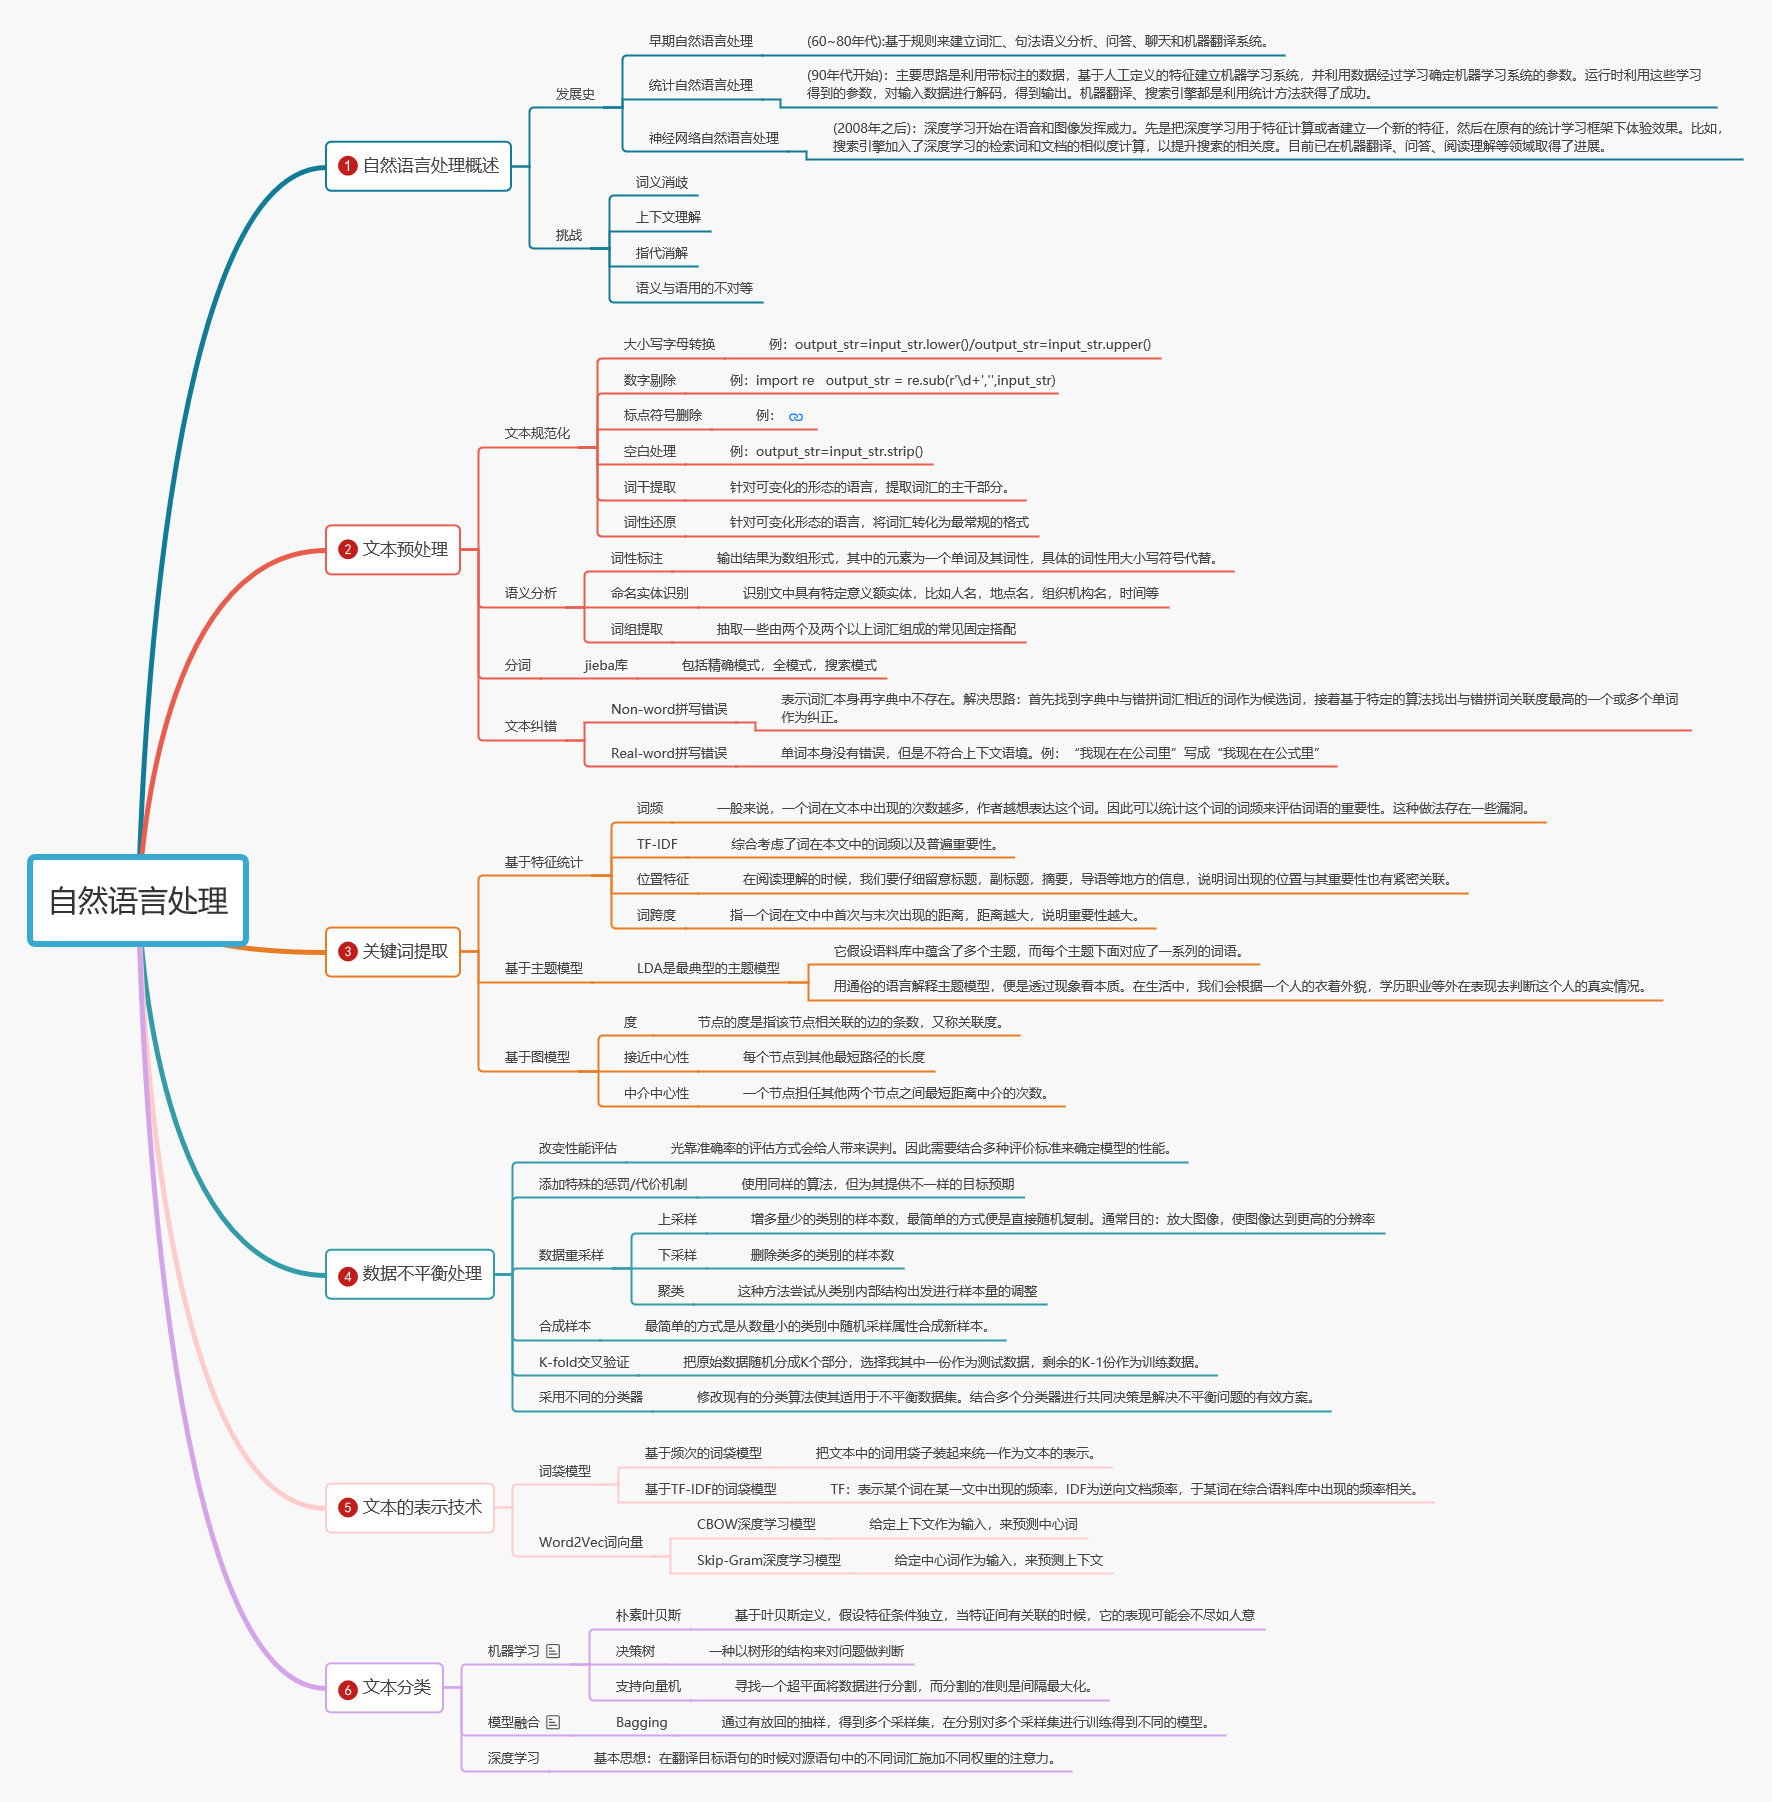 自然语言处理
1 自然语言处理概述
发展史
早期自然语言处理
(60~80年代):基于规则来建立词汇、句法语义分析、问答、聊天和机器翻译系统。
统计自然语言处理
(90年代开始)：主要思路是利用带标注的数据，基于人工定义的特征建立机器学习系统，并利用数据经过学习确定机器学习系统的参数。运行时利用这些学习
得到的参数，对输入数据进行解码，得到输出。机器翻译、搜索引擎都是利用统计方法获得了成功。
神经网络自然语言处理
(2008年之后)：深度学习开始在语音和图像发挥威力。先是把深度学习用于特征计算或者建立一个新的特征，然后在原有的统计学习框架下体验效果。比如，
搜索引擎加入了深度学习的检索词和文档的相似度计算，以提升搜索的相关度。目前已在机器翻译、问答、阅读理解等领域取得了进展。
挑战
词义消歧
上下文理解
指代消解
语义与语用的不对等
2 文本预处理
文本规范化
大小写字母转换
例：output_str=input_str.lower()/output_str=input_str.upper()
数字剔除
例：import re   output_str = re.sub(r'\d+','',input_str)
标点符号删除
例：
空白处理
例：output_str=input_str.strip()
词干提取
针对可变化的形态的语言，提取词汇的主干部分。
词性还原
针对可变化形态的语言，将词汇转化为最常规的格式
语义分析
词性标注
输出结果为数组形式，其中的元素为一个单词及其词性，具体的词性用大小写符号代替。
命名实体识别
识别文中具有特定意义额实体，比如人名，地点名，组织机构名，时间等
词组提取
抽取一些由两个及两个以上词汇组成的常见固定搭配
分词
jieba库
包括精确模式，全模式，搜索模式
文本纠错
Non-word拼写错误
表示词汇本身再字典中不存在。解决思路：首先找到字典中与错拼词汇相近的词作为候选词，接着基于特定的算法找出与错拼词关联度最高的一个或多个单词
作为纠正。
Real-word拼写错误
单词本身没有错误，但是不符合上下文语境。例：“我现在在公司里”写成“我现在在公式里”
3 关键词提取
基于特征统计
词频
一般来说，一个词在文本中出现的次数越多，作者越想表达这个词。因此可以统计这个词的词频来评估词语的重要性。这种做法存在一些漏洞。
TF-IDF
综合考虑了词在本文中的词频以及普遍重要性。
位置特征
在阅读理解的时候，我们要仔细留意标题，副标题，摘要，导语等地方的信息，说明词出现的位置与其重要性也有紧密关联。
词跨度
指一个词在文中中首次与末次出现的距离，距离越大，说明重要性越大。
基于主题模型
LDA是最典型的主题模型
它假设语料库中蕴含了多个主题，而每个主题下面对应了一系列的词语。
用通俗的语言解释主题模型，便是透过现象看本质。在生活中，我们会根据一个人的衣着外貌，学历职业等外在表现去判断这个人的真实情况。
基于图模型
度
节点的度是指该节点相关联的边的条数，又称关联度。
接近中心性
每个节点到其他最短路径的长度
中介中心性
一个节点担任其他两个节点之间最短距离中介的次数。
4 数据不平衡处理
改变性能评估
光靠准确率的评估方式会给人带来误判。因此需要结合多种评价标准来确定模型的性能。
添加特殊的惩罚/代价机制
使用同样的算法，但为其提供不一样的目标预期
数据重采样
上采样
增多量少的类别的样本数，最简单的方式便是直接随机复制。通常目的：放大图像，使图像达到更高的分辨率
下采样
删除类多的类别的样本数
聚类
这种方法尝试从类别内部结构出发进行样本量的调整
合成样本
最简单的方式是从数量小的类别中随机采样属性合成新样本。
K-fold交叉验证
把原始数据随机分成K个部分，选择我其中一份作为测试数据，剩余的K-1份作为训练数据。
采用不同的分类器
修改现有的分类算法使其适用于不平衡数据集。结合多个分类器进行共同决策是解决不平衡问题的有效方案。
5 文本的表示技术
词袋模型
基于频次的词袋模型
把文本中的词用袋子装起来统一作为文本的表示。
基于TF-IDF的词袋模型
TF：表示某个词在某一文中出现的频率，IDF为逆向文档频率，于某词在综合语料库中出现的频率相关。
Word2Vec词向量
CBOW深度学习模型
给定上下文作为输入，来预测中心词
Skip-Gram深度学习模型
给定中心词作为输入，来预测上下文
6 文本分类
机器学习
朴素叶贝斯
基于叶贝斯定义，假设特征条件独立，当特征间有关联的时候，它的表现可能会不尽如人意
决策树
一种以树形的结构来对问题做判断
支持向量机
寻找一个超平面将数据进行分割，而分割的准则是间隔最大化。
模型融合
Bagging
通过有放回的抽样，得到多个采样集，在分别对多个采样集进行训练得到不同的模型。
深度学习
基本思想：在翻译目标语句的时候对源语句中的不同词汇施加不同权重的注意力。